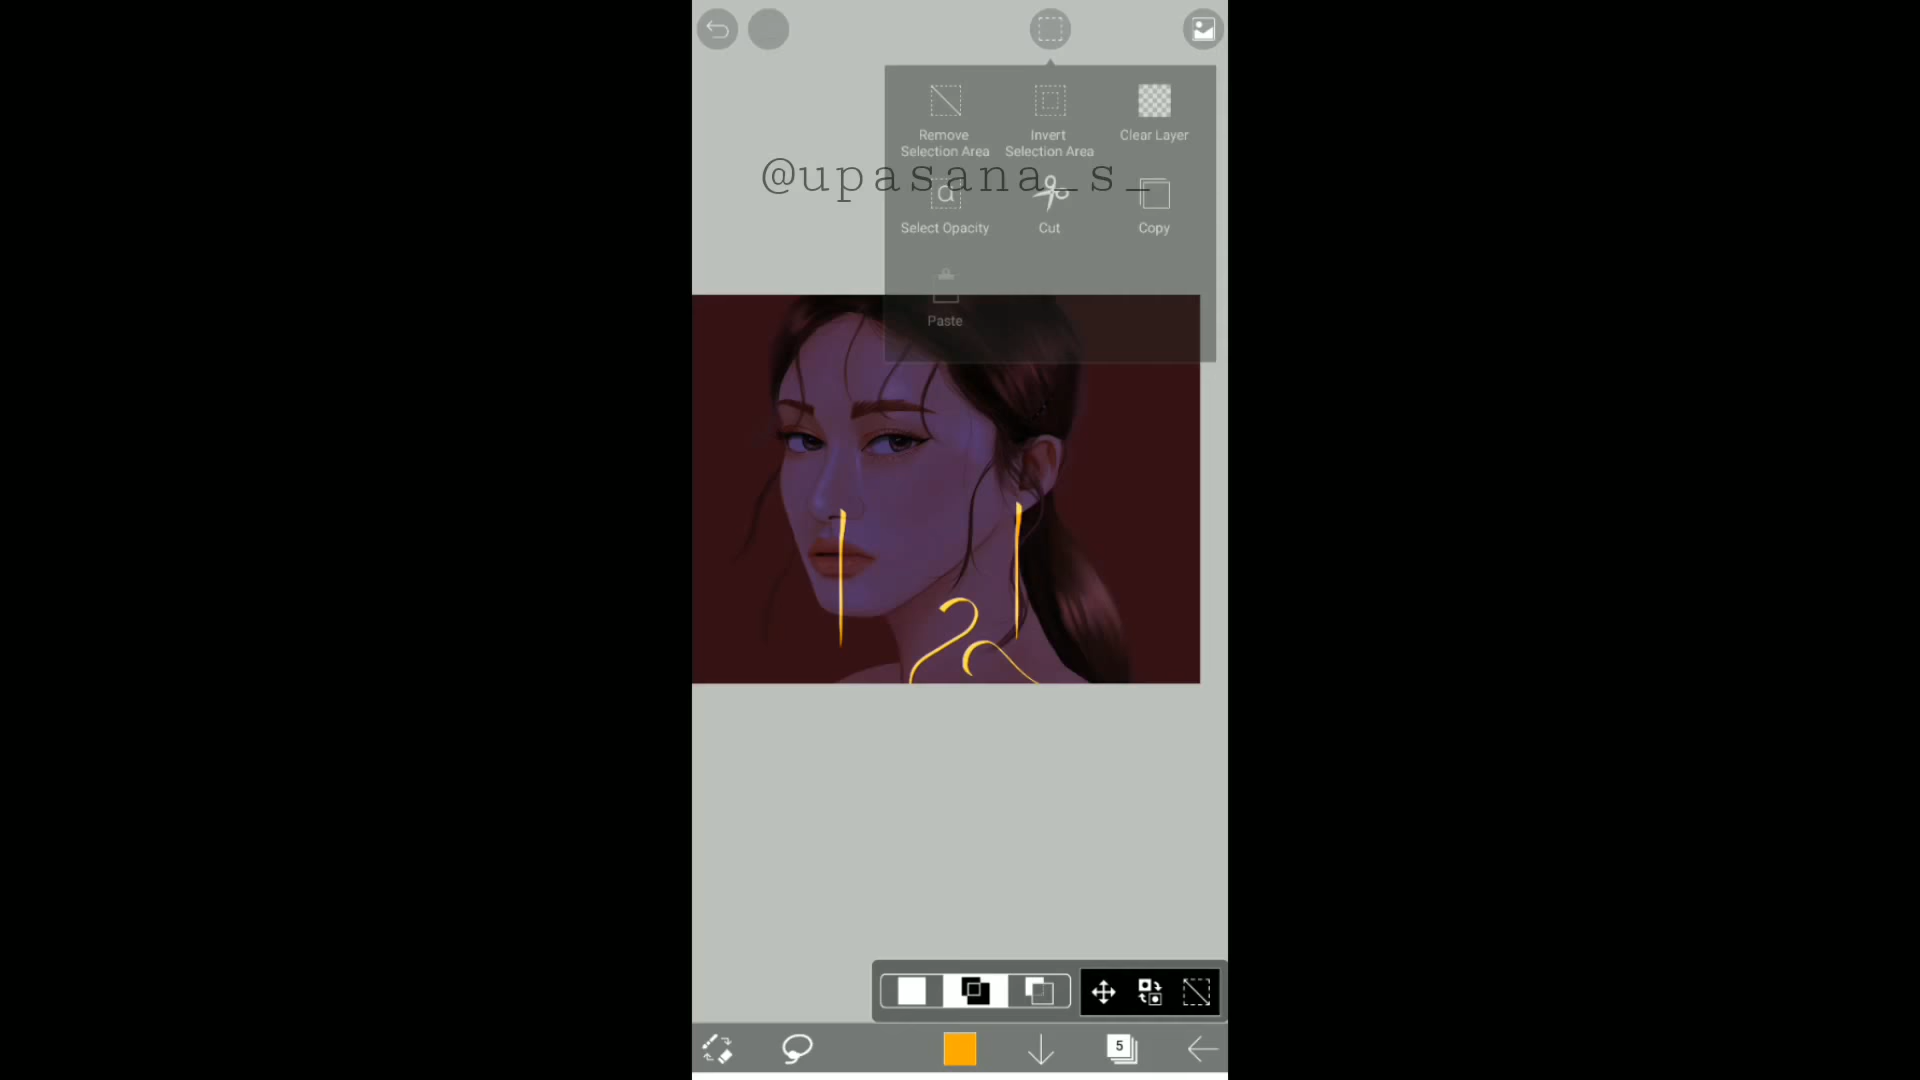 Remove
Selection Area
Invert
Selection Area
Clear Layer
@upasana_s_
Select Opacity
Cut
Copy
Paste
5